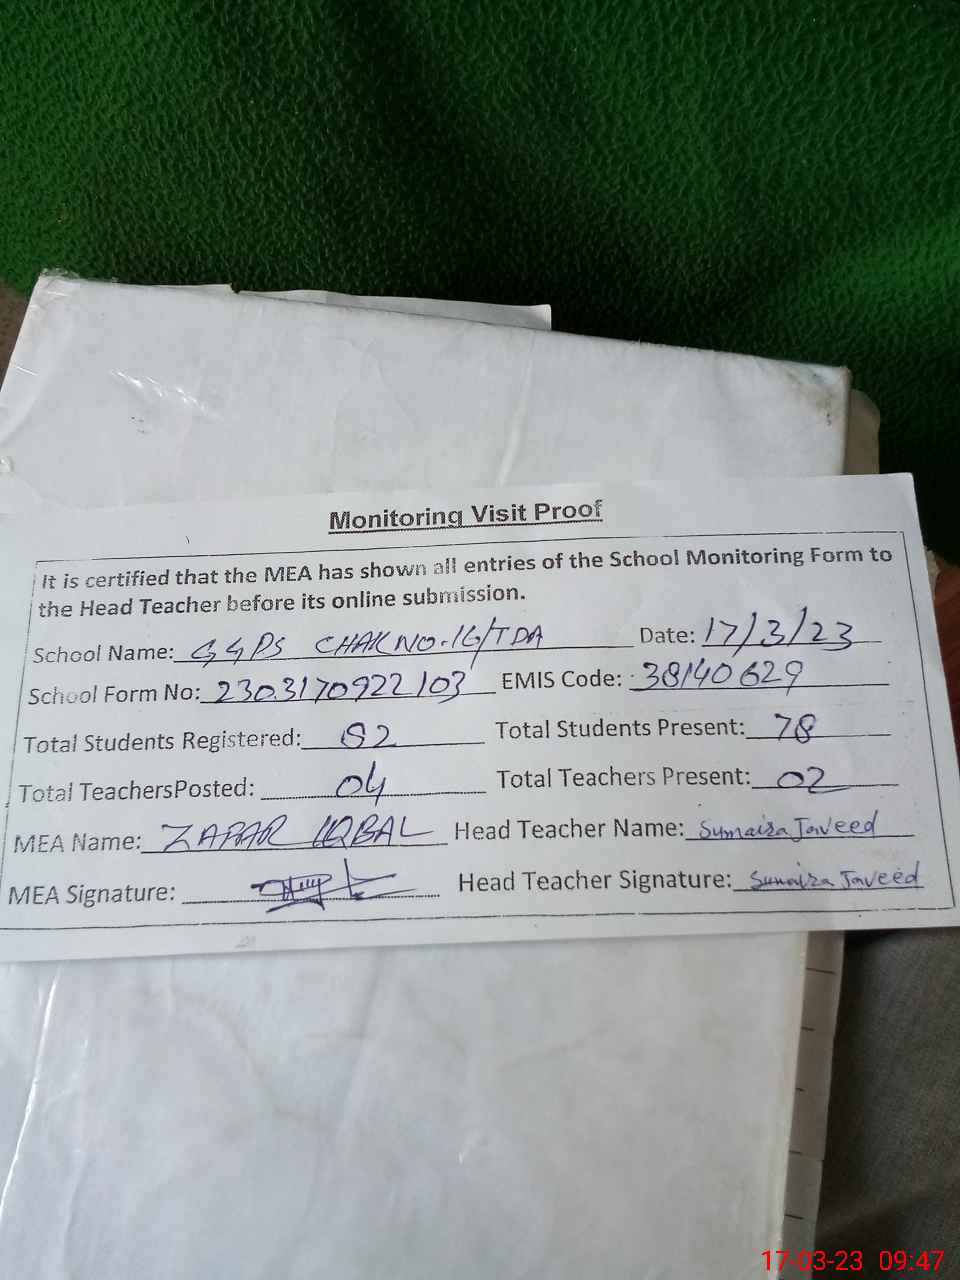 Monitoring Visit Proof
It is certified that the MEA has shown all entries of the School Monitoring Form to
the Head Teacher before its online submission.
School Name: GGPS CHAK NO.16/TDA Date: 17/3/23
School Form No: 2303170922103 EMIS Code: 38140629
Total Students Registered: 82 Total Students Present: 78
Total TeachersPosted: 04 Total Teachers Present: 02
MEA Name: ZAFAR IQBAL Head Teacher Name: Sumaira Javeed
MEA Signature: Head Teacher Signature: Sumaira Javeed
17-03-23 09:47